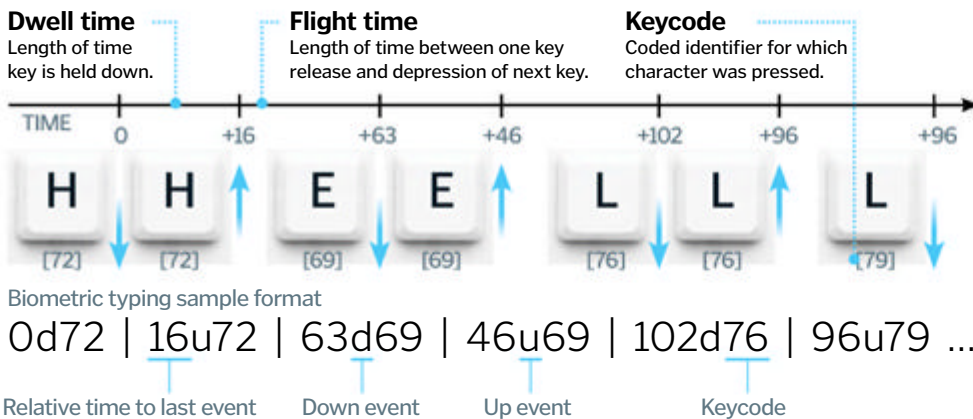 Dwell time
Length of time
key is held down.
Flight time
Length of time between one key
release and depression of next key.
Keycode
Coded identifier for which
character was pressed.
TIME
0 +16 +63 +46 +102 +96 +96
H H E E L L L
[72] [72] [69] [69] [76] [76] [79]
Biometric typing sample format
0d72 | 16u72 | 63d69 | 46u69 | 102d76 | 96u79 ...
Relative time to last event Down event Up event Keycode